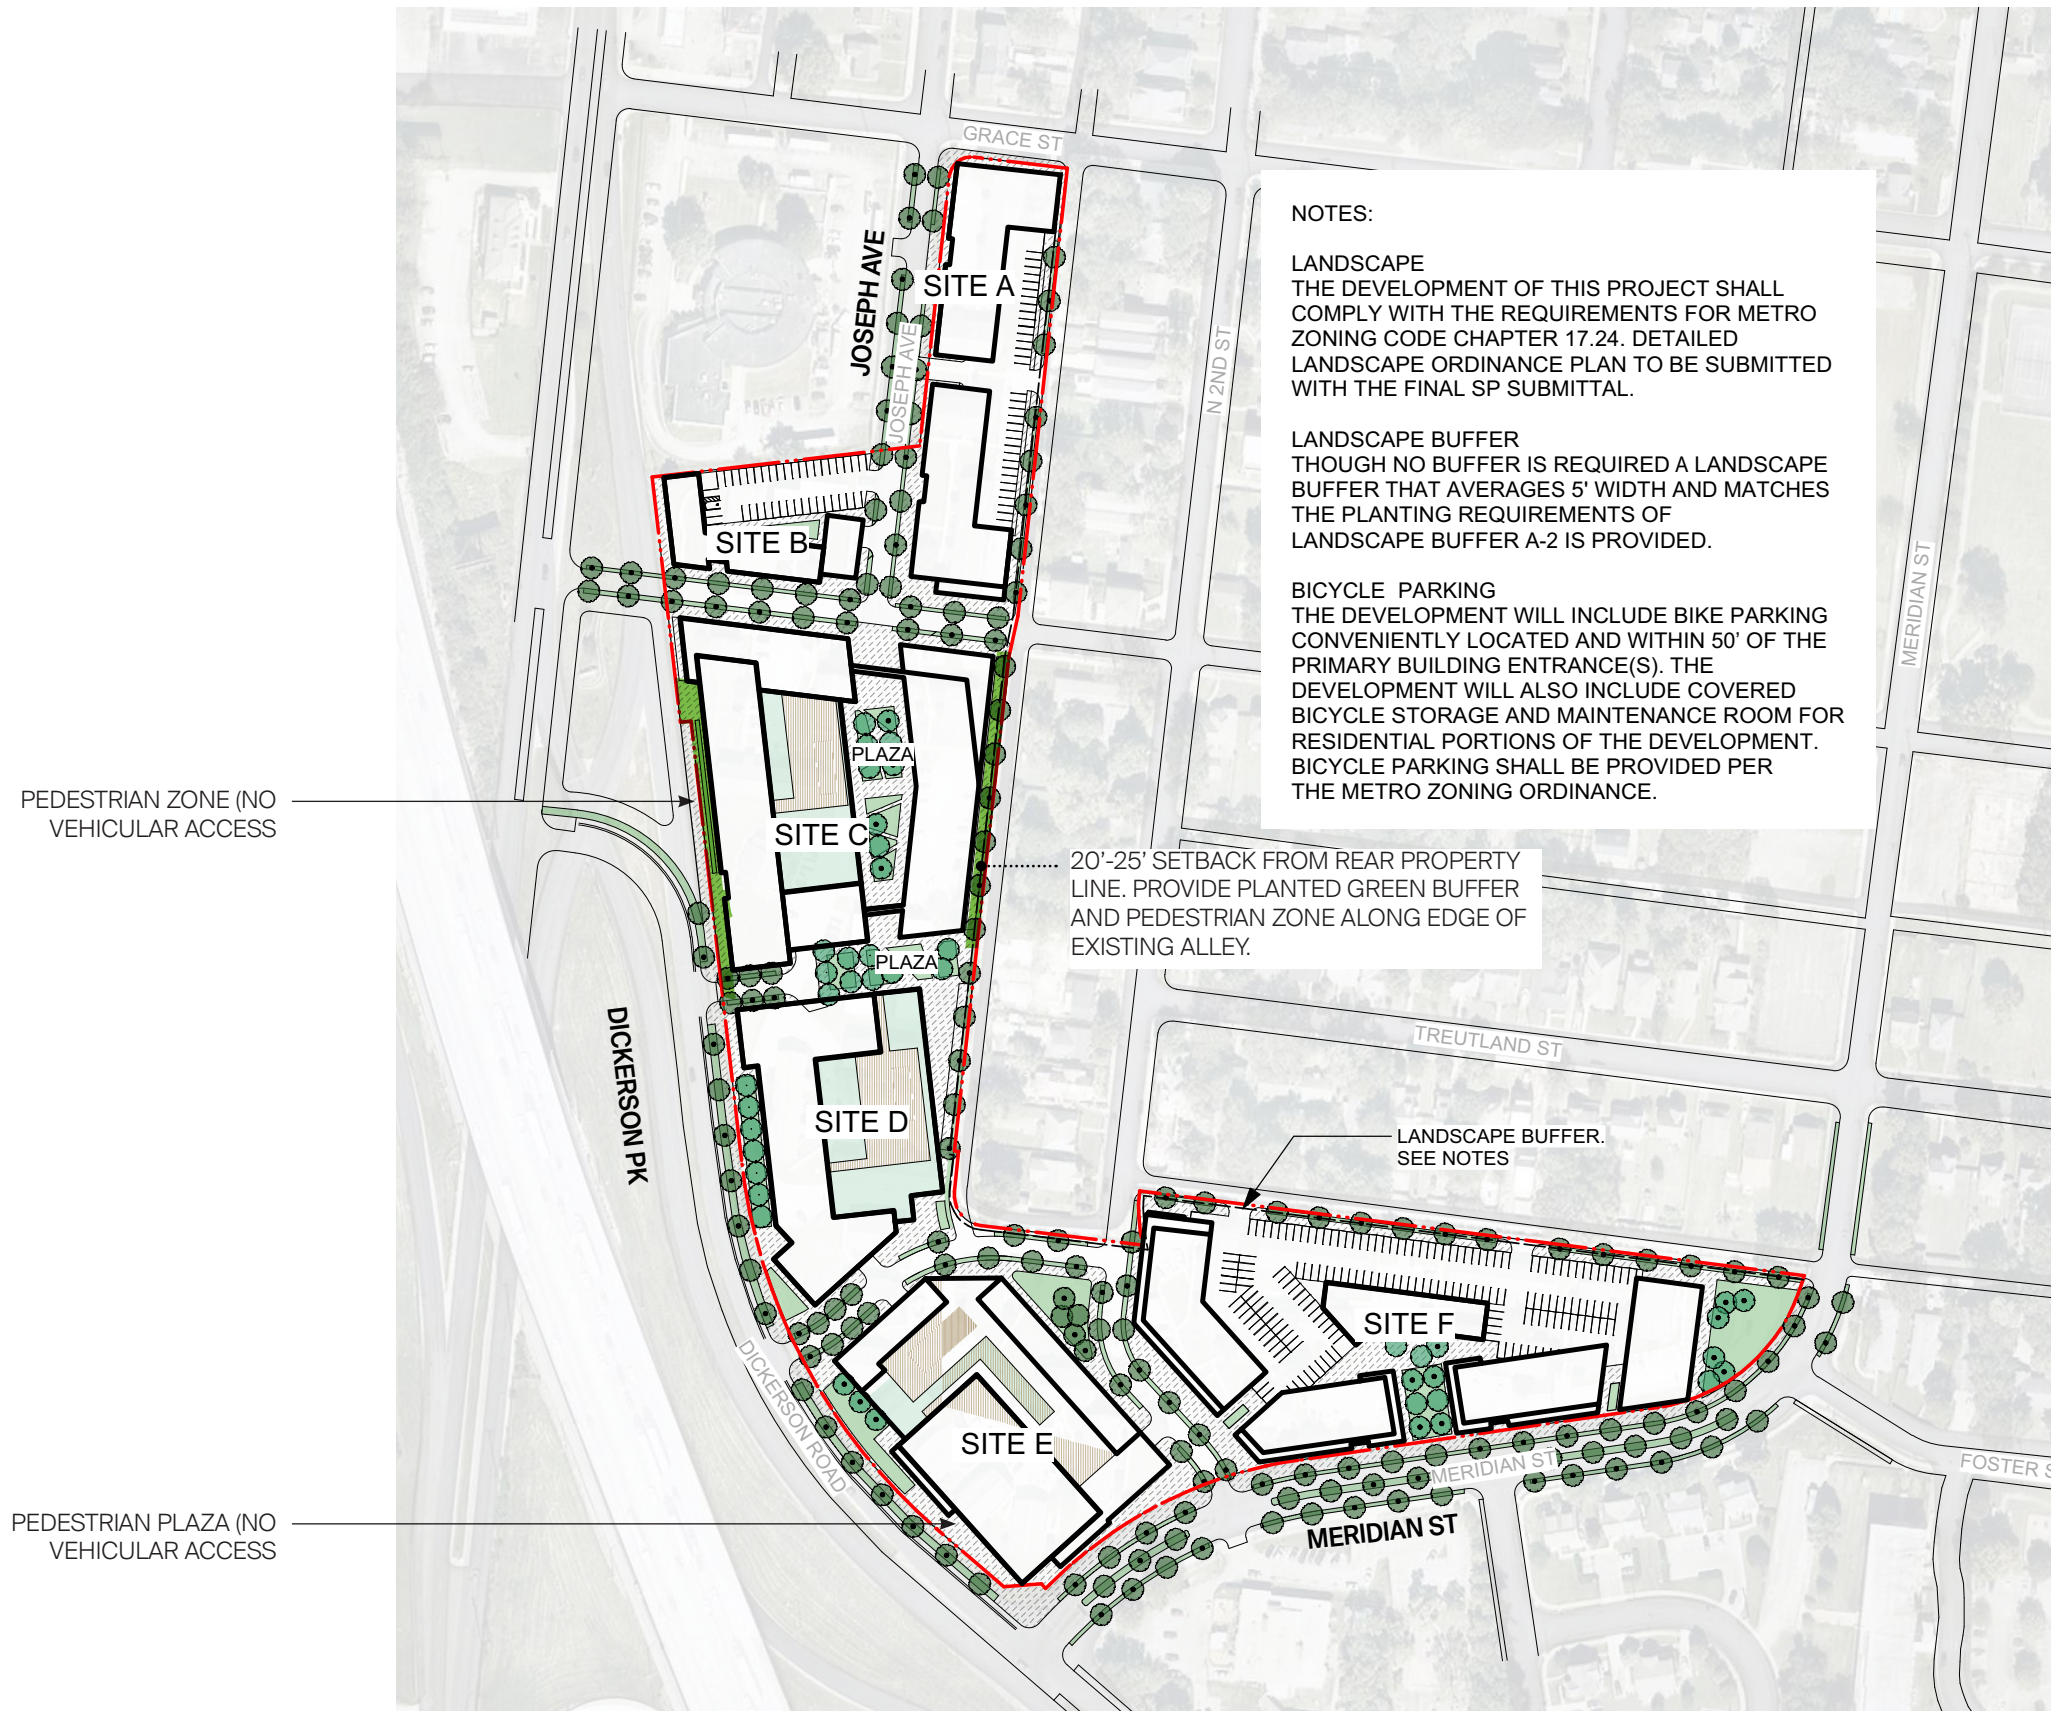 GRACE ST
JOSEPH AVE
SITE A
JOSEPH AVE
N 2ND ST
NOTES:
LANDSCAPE
THE DEVELOPMENT OF THIS PROJECT SHALL
COMPLY WITH THE REQUIREMENTS FOR METRO
ZONING CODE CHAPTER 17.24. DETAILED
LANDSCAPE ORDINANCE PLAN TO BE SUBMITTED
WITH THE FINAL SP SUBMITTAL.
LANDSCAPE BUFFER
THOUGH NO BUFFER IS REQUIRED A LANDSCAPE
BUFFER THAT AVERAGES 5' WIDTH AND MATCHES
THE PLANTING REQUIREMENTS OF
LANDSCAPE BUFFER A-2 IS PROVIDED.
BICYCLE PARKING
THE DEVELOPMENT WILL INCLUDE BIKE PARKING
CONVENIENTLY LOCATED AND WITHIN 50’ OF THE
PRIMARY BUILDING ENTRANCE(S). THE
DEVELOPMENT WILL ALSO INCLUDE COVERED
BICYCLE STORAGE AND MAINTENANCE ROOM FOR
RESIDENTIAL PORTIONS OF THE DEVELOPMENT.
BICYCLE PARKING SHALL BE PROVIDED PER
THE METRO ZONING ORDINANCE.
MERIDIAN ST
SITE B
PLAZA
PEDESTRIAN ZONE (NO
VEHICULAR ACCESS
SITE C
20’-25’ SETBACK FROM REAR PROPERTY
LINE. PROVIDE PLANTED GREEN BUFFER
AND PEDESTRIAN ZONE ALONG EDGE OF
EXISTING ALLEY.
PLAZA
DICKERSON PK
TREUTLAND ST
SITE D
LANDSCAPE BUFFER.
SEE NOTES
SITE F
DICKERSON ROAD
SITE E
MERIDIAN ST
FOSTER S
MERIDIAN ST
PEDESTRIAN PLAZA (NO
VEHICULAR ACCESS